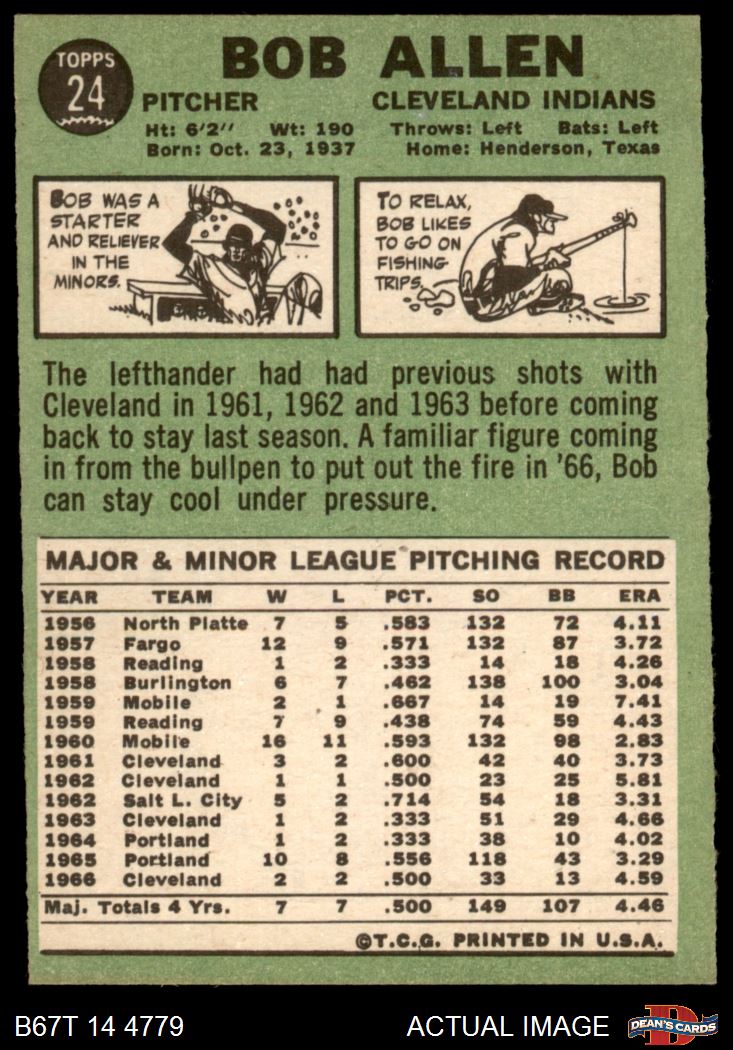 TOPPS
24
BOB ALLEN
PITCHER CLEVELAND INDIANS
Ht: 6'2" Wt: 190 Throws: Left Bats: Left
Born: Oct. 23, 1937 Home: Henderson, Texas
BOB WAS A
STARTER
AND RELIEVER
IN THE
MINORS.
TO RELAX,
BOB LIKES
TO GO ON
FISHING
TRIPS.
The lefthander had had previous shots with
Cleveland in 1961, 1962 and 1963 before coming
back to stay last season. A familiar figure coming
in from the bullpen to put out the fire in '66, Bob
can stay cool under pressure.
MAJOR & MINOR LEAGUE PITCHING RECORD
YEAR TEAM W L PCT. SO BB ERA
1956 North Platte 7 5 .583 132 72 4.11
1957 Fargo 12 9 .571 132 87 3.72
1958 Reading 1 2 .333 14 18 4.26
1958 Burlington 6 7 .462 138 100 3.04
1959 Mobile 2 1 .667 14 19 7.41
1959 Reading 7 9 .438 74 59 4.43
1960 Mobile 16 11 .593 132 98 2.83
1961 Cleveland 3 2 .600 42 40 3.73
1962 Cleveland 1 1 .500 23 25 5.81
1962 Salt L. City 5 2 .714 54 18 3.31
1963 Cleveland 1 2 .333 51 29 4.66
1964 Portland 1 2 .333 38 10 4.02
1965 Portland 10 8 .556 118 43 3.29
1966 Cleveland 2 2 .500 33 13 4.59
Maj. Totals 4 Yrs. 7 7 .500 149 107 4.46
©T.C.G. PRINTED IN U.S.A.
B67T 14 4779 ACTUAL IMAGE D DEAN'S CARDS